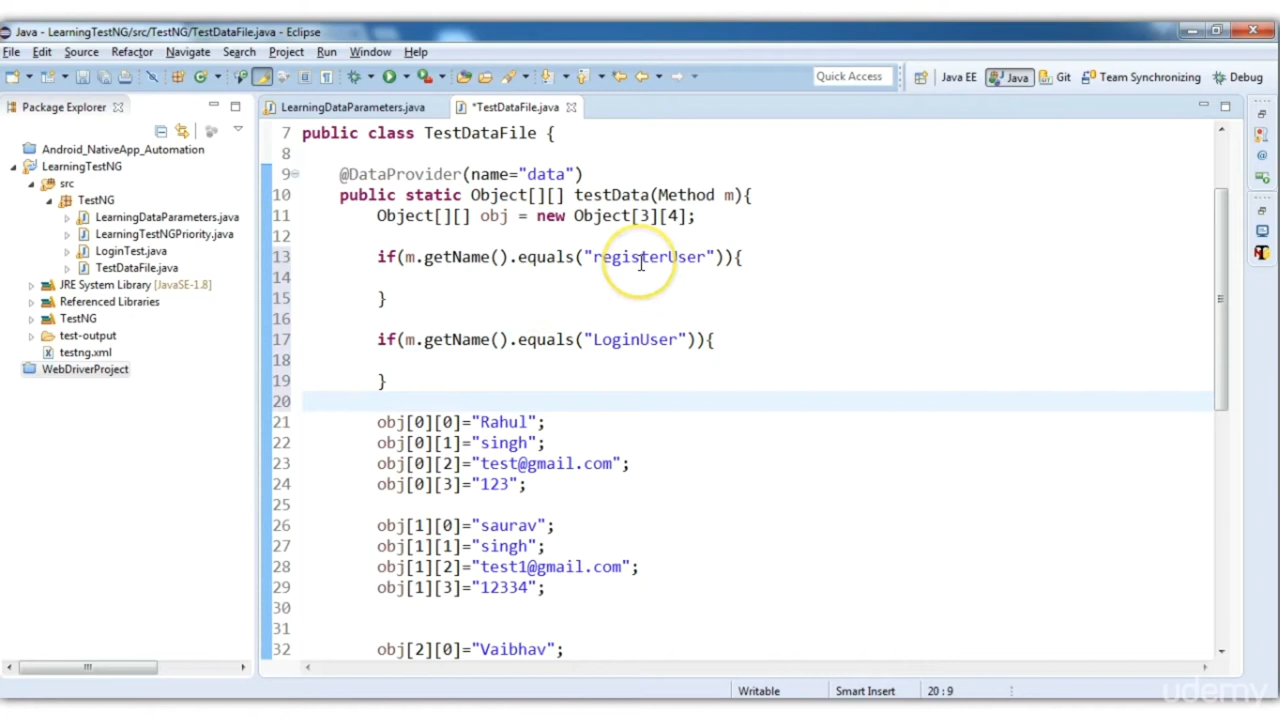 Java - LearningTestNG/src/TestNG/TestDataFile.java - Eclipse
File Edit Source Refactor Navigate Search Project Run Window Help
Quick Access Java EE Java Git Team Synchronizing Debug
Package Explorer LearningDataParameters.java *TestDataFile.java
Android_NativeApp_Automation
LearningTestNG
src
TestNG
LearningDataParameters.java
LearningTestNGPriority.java
LoginTest.java
TestDataFile.java
JRE System Library [JavaSE-1.8]
Referenced Libraries
TestNG
test-output
testng.xml
WebDriverProject
7 public class TestDataFile {
8
9 @DataProvider(name="data")
10 public static Object[][] testData(Method m){
11 Object[][] obj = new Object[3][4];
12
13 if(m.getName().equals("registerUser")){
14
15 }
16
17 if(m.getName().equals("LoginUser")){
18
19 }
20
21 obj[0][0]="Rahul";
22 obj[0][1]="singh";
23 obj[0][2]="test@gmail.com";
24 obj[0][3]="123";
25
26 obj[1][0]="saurav";
27 obj[1][1]="singh";
28 obj[1][2]="test1@gmail.com";
29 obj[1][3]="12334";
30
31
32 obj[2][0]="Vaibhav";
Writable Smart Insert 20:9
udemy